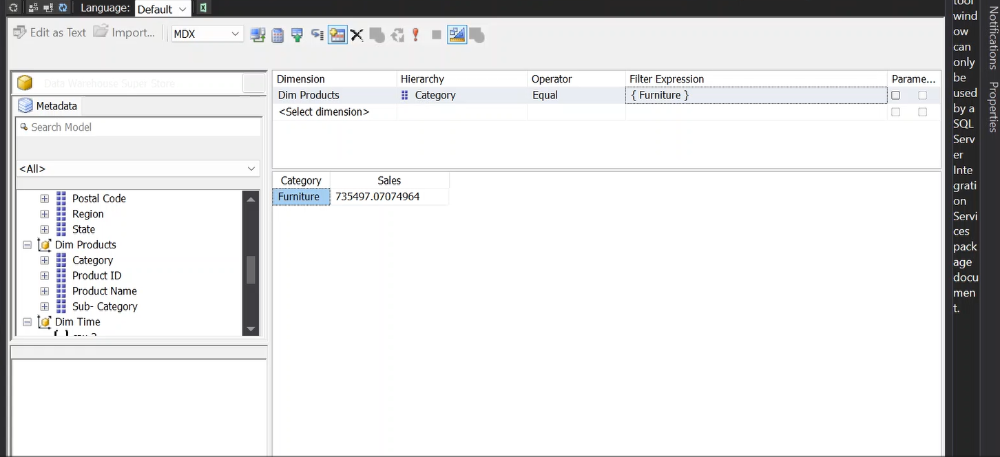 Language: Default
Edit as Text Import... MDX
Data Warehouse Super Store
Metadata
Search Model
<All>
Postal Code
Region
State
Dim Products
Category
Product ID
Product Name
Sub- Category
Dim Time
Dimension Hierarchy Operator Filter Expression Parame...
Dim Products Category Equal { Furniture }
<Select dimension>
Category Sales
Furniture 735497.07074964
wind
ow
can
only
be
used
by a
SQL
Serv
er
Inte
grati
on
Servi
ces
pack
age
docu
men
t.
Notifications
Properties